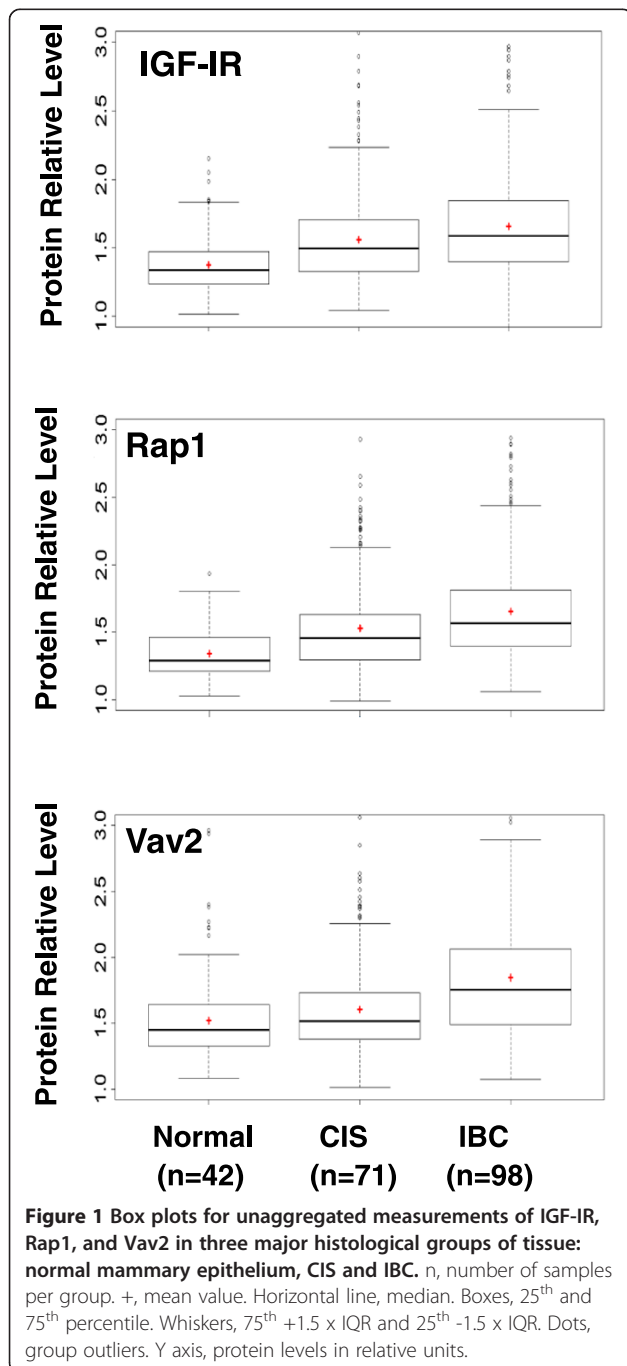 IGF-IR
Protein Relative Level
3.0
2.5
2.0
1.5
1.0
Rap1
Protein Relative Level
3.0
2.5
2.0
1.5
1.0
Vav2
Protein Relative Level
3.0
2.5
2.0
1.5
1.0
Normal CIS IBC
(n=42) (n=71) (n=98)
Figure 1 Box plots for unaggregated measurements of IGF-IR,
Rap1, and Vav2 in three major histological groups of tissue:
normal mammary epithelium, CIS and IBC. n, number of samples
per group. +, mean value. Horizontal line, median. Boxes, 25th and
75th percentile. Whiskers, 75th +1.5 x IQR and 25th -1.5 x IQR. Dots,
group outliers. Y axis, protein levels in relative units.